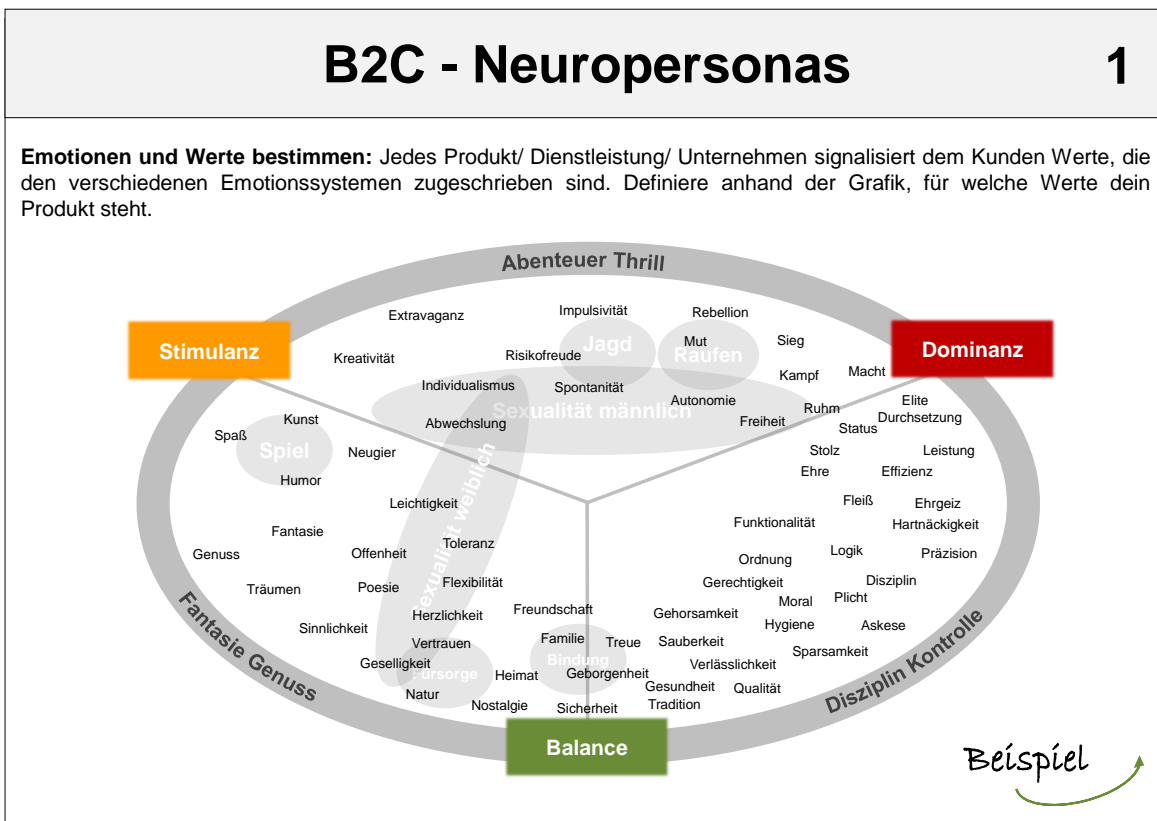 B2C - Neuropersonas
1
Emotionen und Werte bestimmen: Jedes Produkt/ Dienstleistung/ Unternehmen signalisiert dem Kunden Werte, die
den verschiedenen Emotionssystemen zugeschrieben sind. Definiere anhand der Grafik, für welche Werte dein
Produkt steht.
Abenteuer Thrill
Stimulanz
Dominanz
Extravaganz
Impulsivität
Rebellion
Jagd
Mut
Raufen
Sieg
Kreativität
Risikofreude
Kampf
Macht
Individualismus
Spontanität
Autonomie
Sexualität männlich
Ruhm
Freiheit
Abwechslung
Elite
Durchsetzung
Status
Stolz
Leistung
Ehre
Effizienz
Fleiß
Ehrgeiz
Funktionalität
Hartnäckigkeit
Ordnung
Logik
Präzision
Gerechtigkeit
Disziplin
Moral
Plicht
Gehorsamkeit
Hygiene
Askese
Sauberkeit
Sparsamkeit
Verlässlichkeit
Gesundheit
Qualität
Tradition
Kunst
Spaß
Spiel
Neugier
Humor
Sexualität weiblich
Leichtigkeit
Fantasie
Genuss
Offenheit
Toleranz
Träumen
Poesie
Flexibilität
Sinnlichkeit
Herzlichkeit
Freundschaft
Vertrauen
Familie
Treue
Geselligkeit
Fürsorge
Bindung
Heimat
Geborgenheit
Natur
Nostalgie
Sicherheit
Fantasie Genuss
Disziplin Kontrolle
Balance
Beispiel